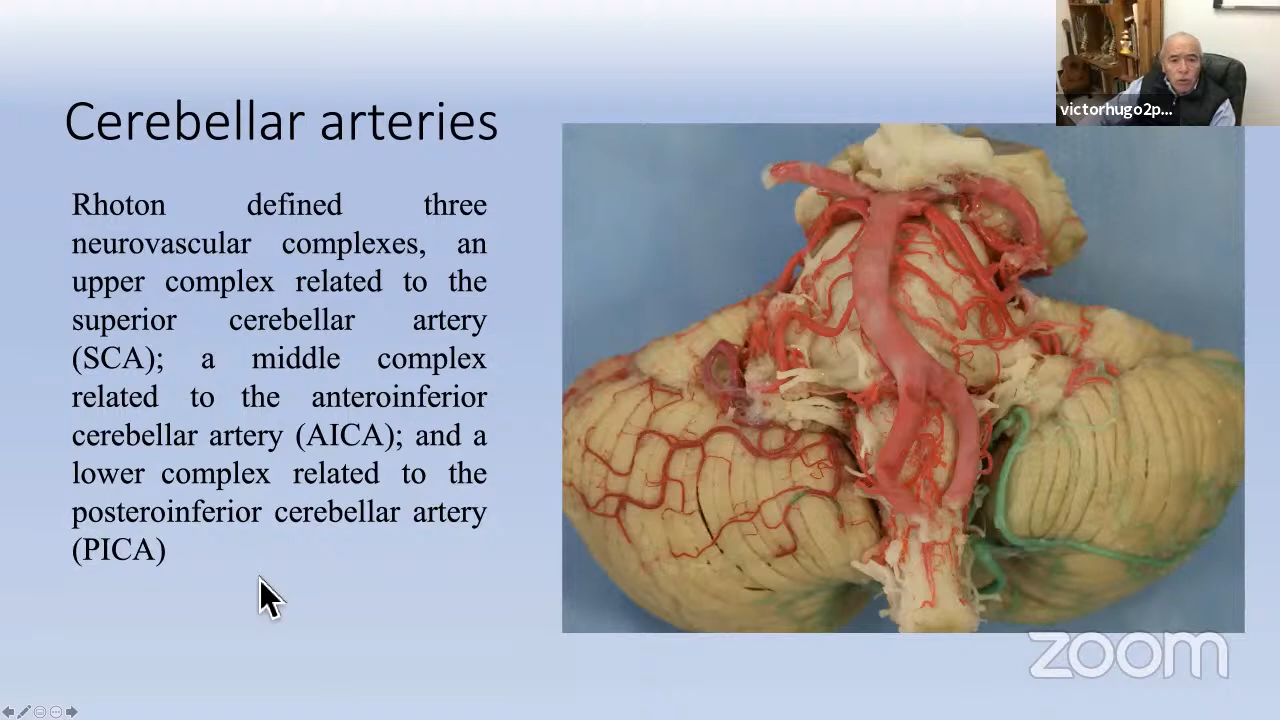 victorhugo2p...
Cerebellar arteries
Rhoton defined three
neurovascular complexes, an
upper complex related to the
superior cerebellar artery
(SCA); a middle complex
related to the anteroinferior
cerebellar artery (AICA); and a
lower complex related to the
posteroinferior cerebellar artery
(PICA)
zoom